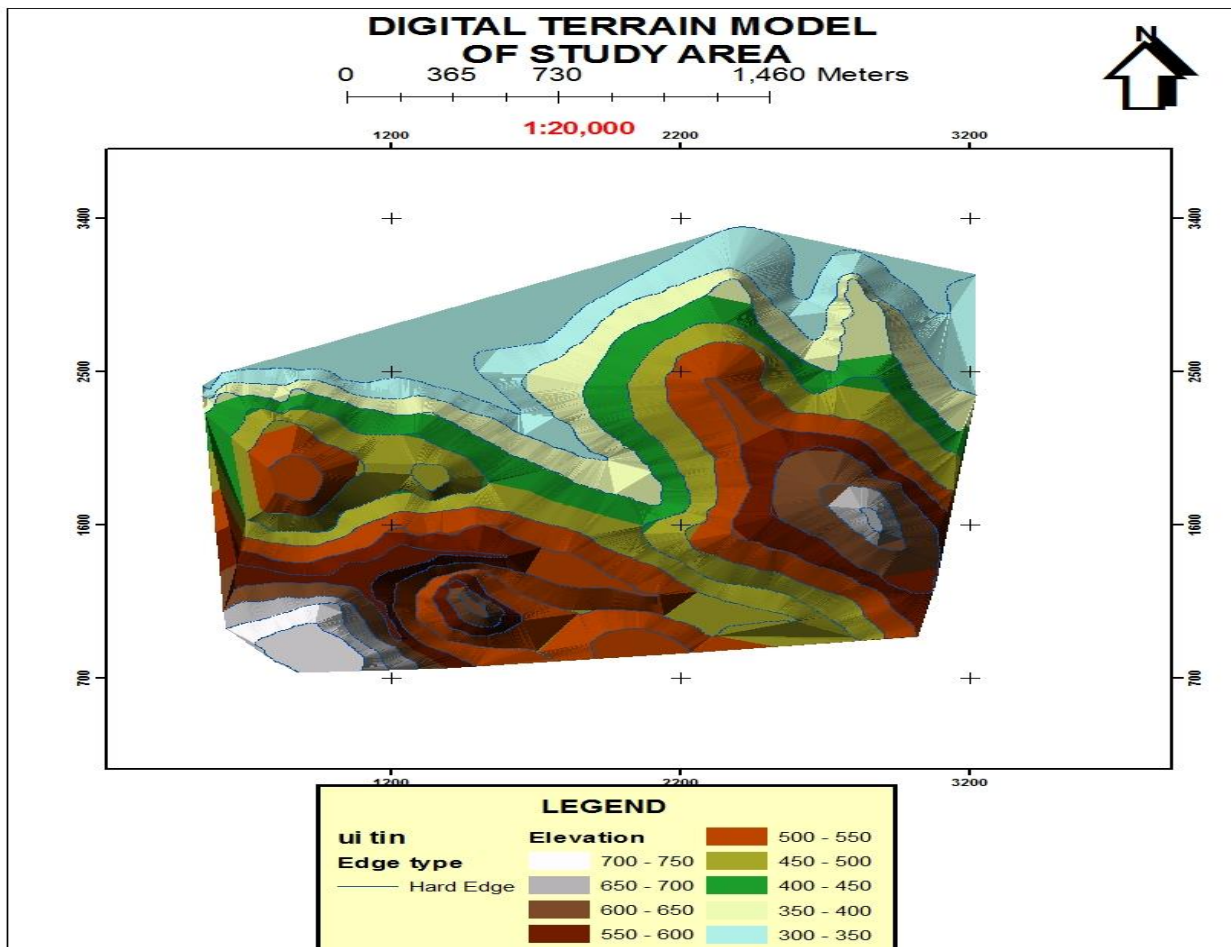 DIGITAL TERRAIN MODEL
OF STUDY AREA
N
0 365 730 1,460 Meters
1:20,000
1200 2200 3200
3400 3400
2500 2500
1600 1600
700 700
1200 2200 3200
LEGEND
ui tin
Edge type
Hard Edge
Elevation
700 - 750
650 - 700
600 - 650
550 - 600
500 - 550
450 - 500
400 - 450
350 - 400
300 - 350